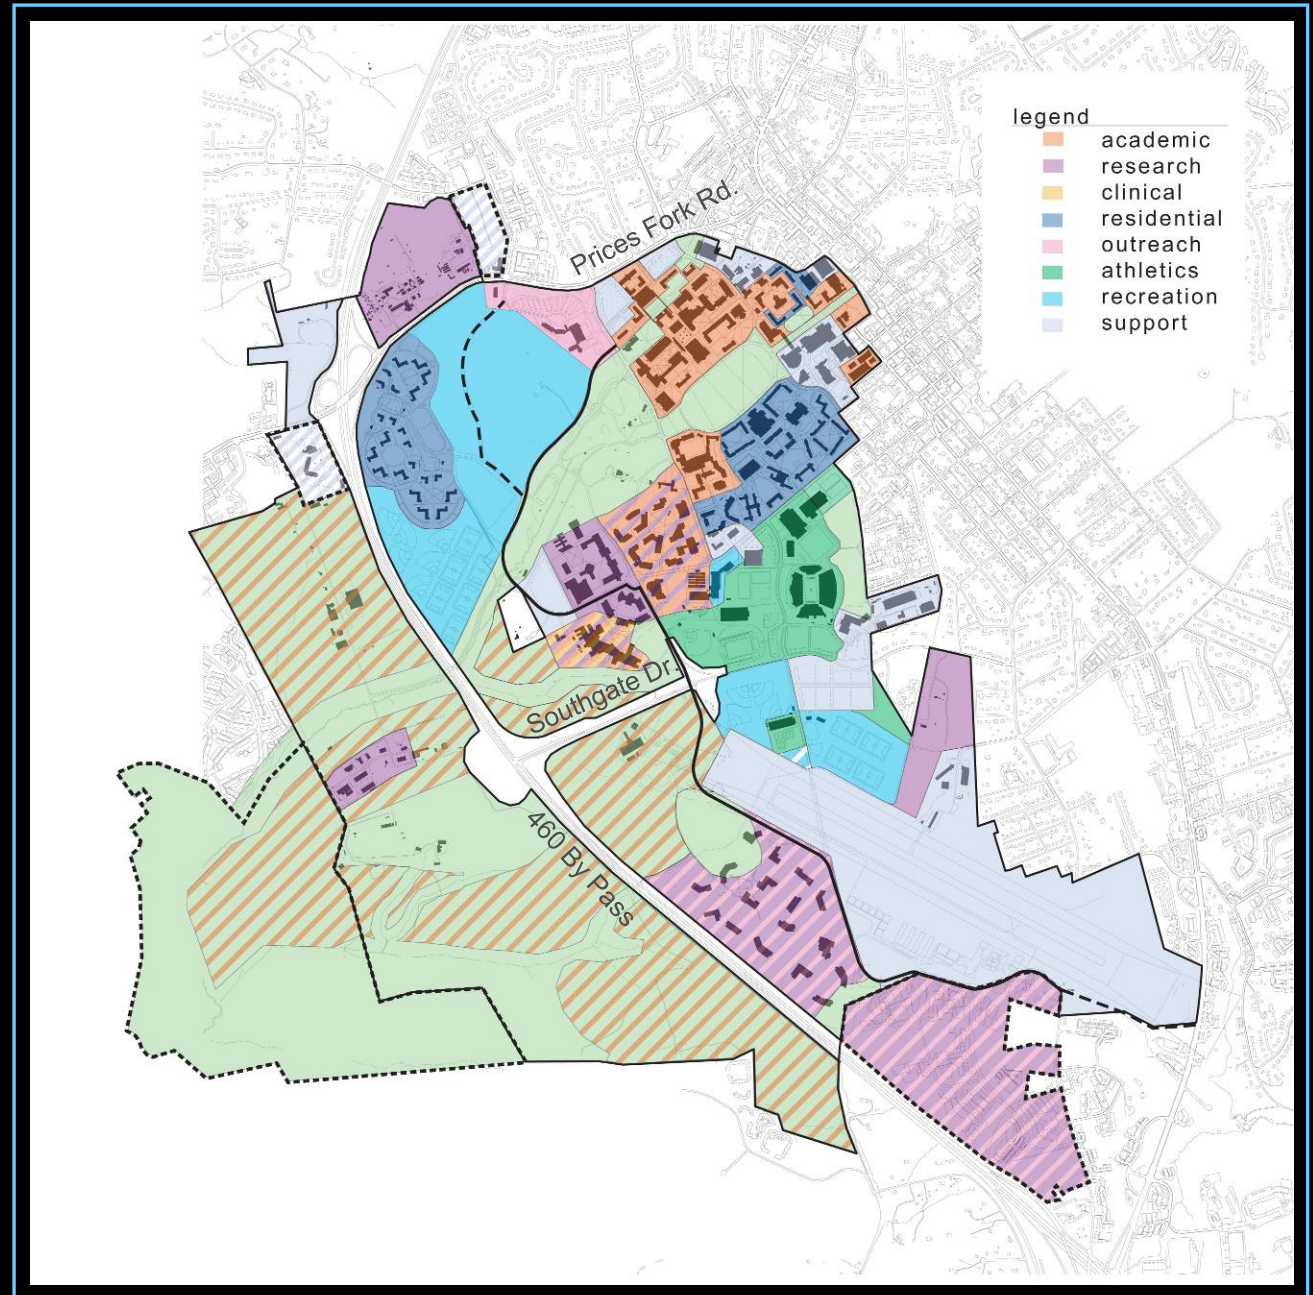 legend
academic
research
clinical
residential
outreach
athletics
recreation
support
Prices Fork Rd.
Southgate Dr.
460 By Pass